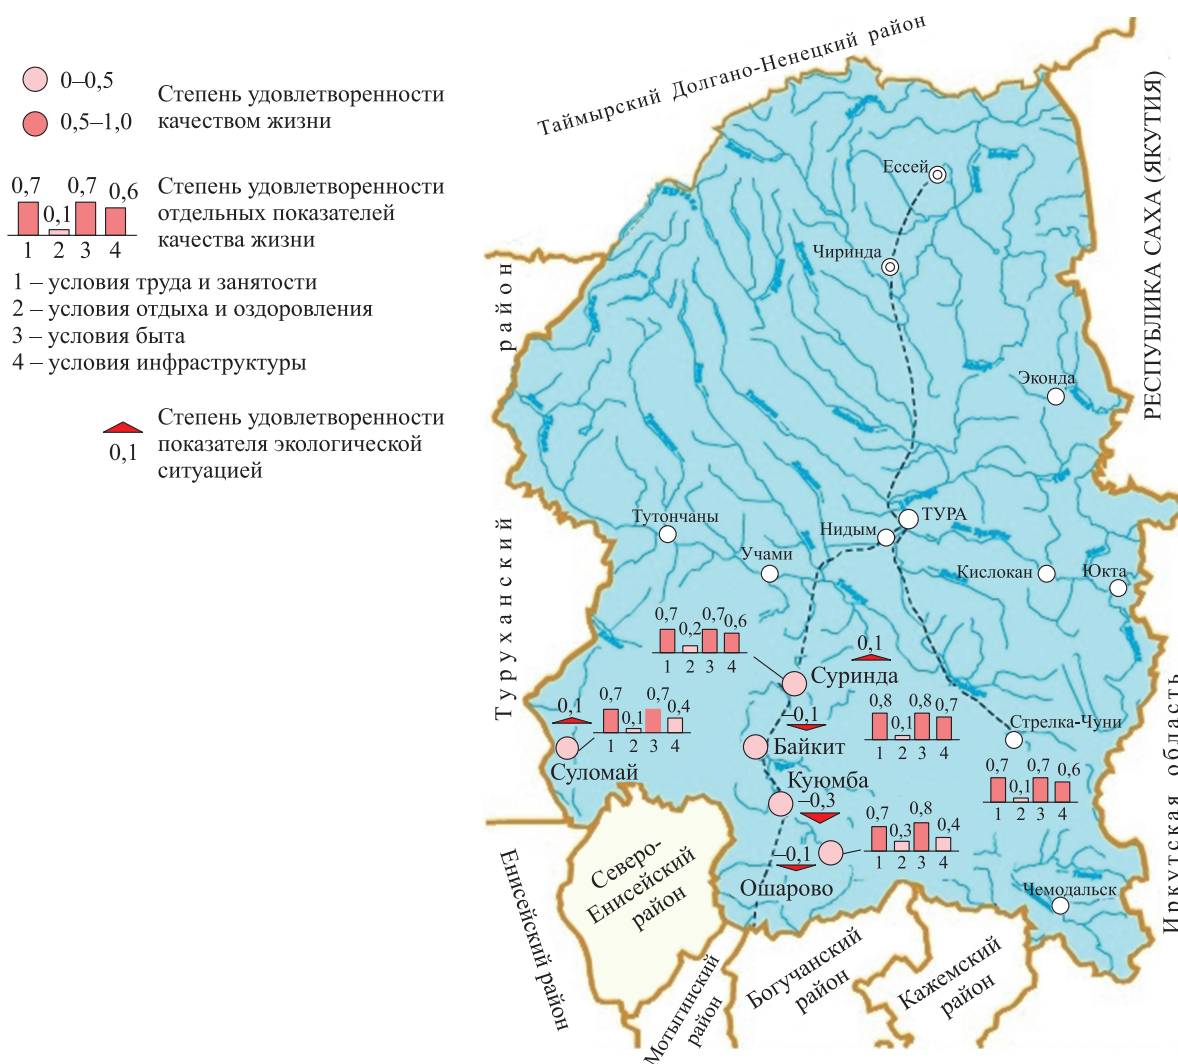 0–0,5
0,5–1,0
Степень удовлетворенности
качеством жизни
0,7 0,1 0,7 0,6
1 2 3 4
Степень удовлетворенности
отдельных показателей
качества жизни
1 – условия труда и занятости
2 – условия отдыха и оздоровления
3 – условия быта
4 – условия инфраструктуры
0,1
Степень удовлетворенности
показателя экологической
ситуацией
Таймырский Долгано-Ненецкий район
РЕСПУБЛИКА САХА (ЯКУТИЯ)
Туруханский район
Иркутская область
Ессей
Чиринда
Эконда
Тутончаны
Учами
Нидым
ТУРА
Кислокан
Юкта
0,7 0,2 0,7 0,6
1 2 3 4
0,1
Суринда
0,1
0,7 0,1 0,7 0,4
1 2 3 4
Суломай
–0,1
Байкит
0,8 0,1 0,8 0,7
1 2 3 4
Стрелка-Чуни
0,7 0,1 0,7 0,6
1 2 3 4
Куюмба
–0,3
0,7 0,3 0,8 0,4
1 2 3 4
–0,1
Ошарово
Чемодальск
Северо-
Енисейский
район
Енисейский район
Мотыгинский
район
Богучанский
район
Кажемский
район